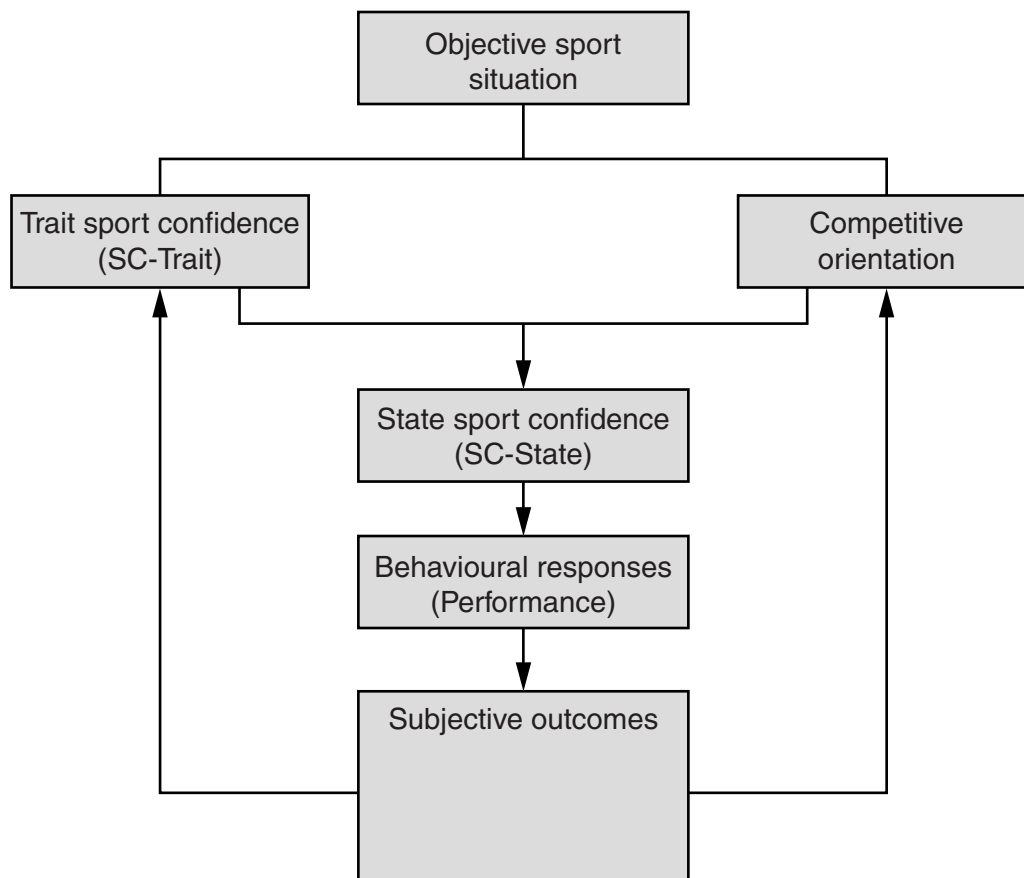 Objective sport
situation
Trait sport confidence
(SC-Trait)
Competitive
orientation
State sport confidence
(SC-State)
Behavioural responses
(Performance)
Subjective outcomes